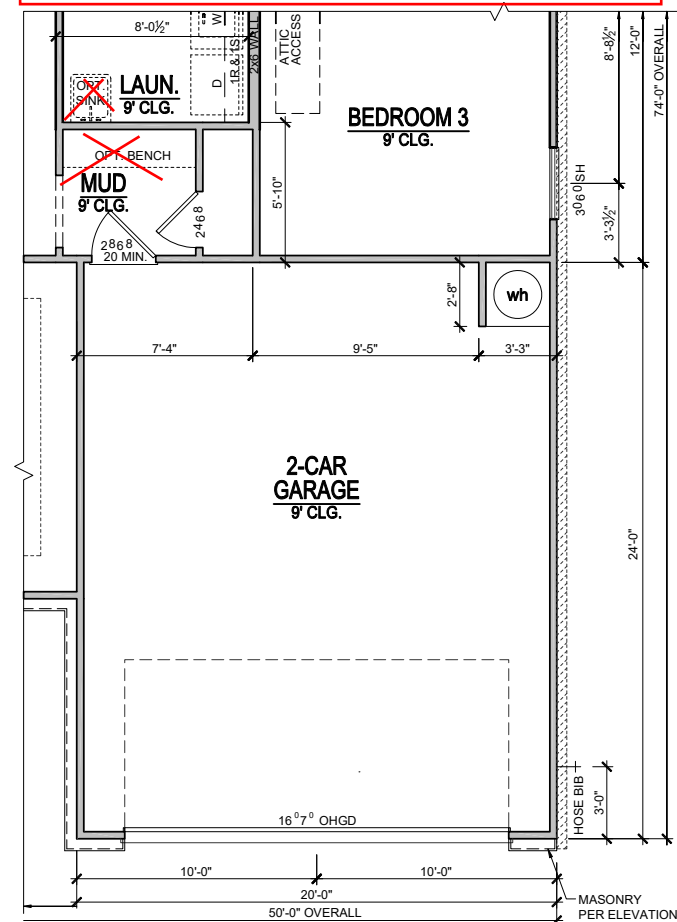 8'-0½"
W
D
1R & 1S
2x6 WALL
ATTIC
ACCESS
8'-8½"
12'-0"
74'-0" OVERALL
OPT.
SINK
LAUN.
9' CLG.
BEDROOM 3
9' CLG.
OPT. BENCH
MUD
9' CLG.
5'-10"
3060 SH
3'-3½"
2468
2868
20 MIN.
2'-8"
wh
7'-4"
9'-5"
3'-3"
2-CAR
GARAGE
9' CLG.
24'-0"
HOSE BIB
3'-0"
16⁰7⁰ OHGD
10'-0"
10'-0"
20'-0"
50'-0" OVERALL
MASONRY
PER ELEVATION